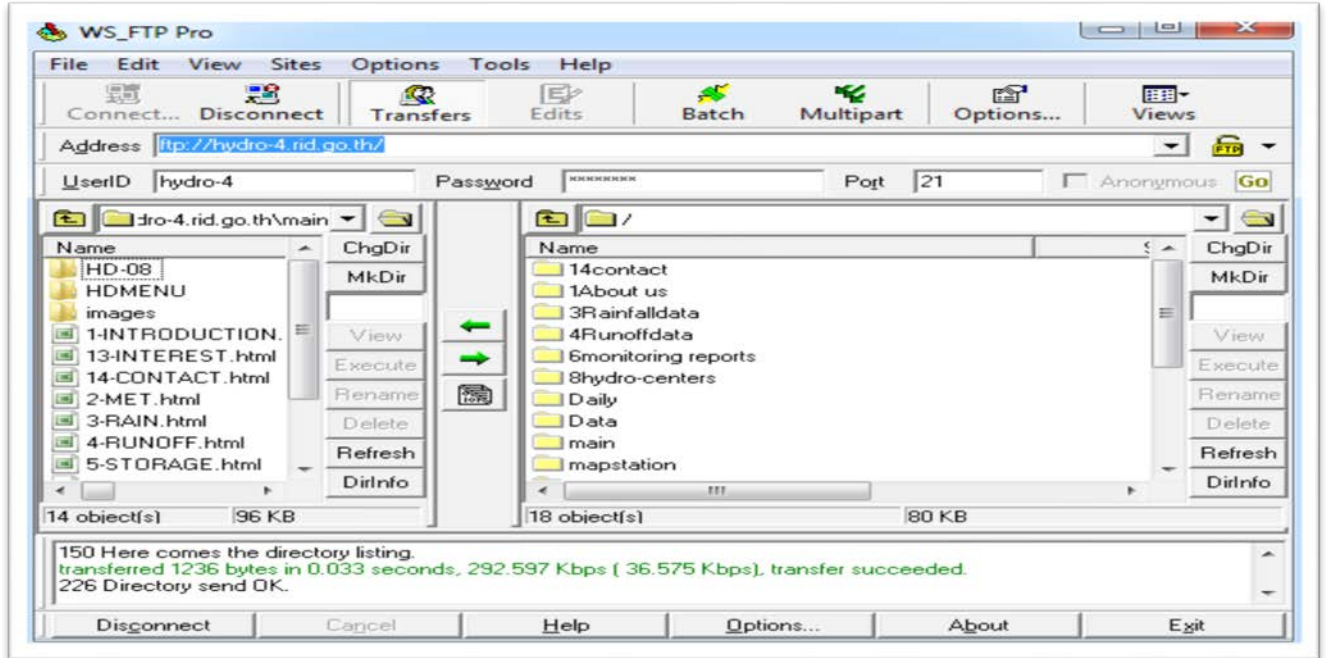 WS_FTP Pro
File Edit View Sites Options Tools Help
Connect... Disconnect Transfers Edits Batch Multipart Options... Views
Address ftp://hydro-4.rid.go.th/ FTP
UserID hydro-4 Password ******** Port 21 Anonymous Go
dro-4.rid.go.th\main
/
Name
HD-08
HDMENU
images
1-INTRODUCTION.
13-INTEREST.html
14-CONTACT.html
2-MET.html
3-RAIN.html
4-RUNOFF.html
5-STORAGE.html
14 object(s) 96 KB
ChgDir
MkDir
View
Execute
Rename
Delete
Refresh
DirInfo
Name
14contact
1About us
3Rainfalldata
4Runoffdata
6monitoring reports
8hydro-centers
Daily
Data
main
mapstation
18 object(s) 80 KB
ChgDir
MkDir
View
Execute
Rename
Delete
Refresh
DirInfo
150 Here comes the directory listing.
transferred 1236 bytes in 0.033 seconds, 292.597 Kbps ( 36.575 Kbps), transfer succeeded.
226 Directory send OK.
Disconnect Cancel Help Options... About Exit